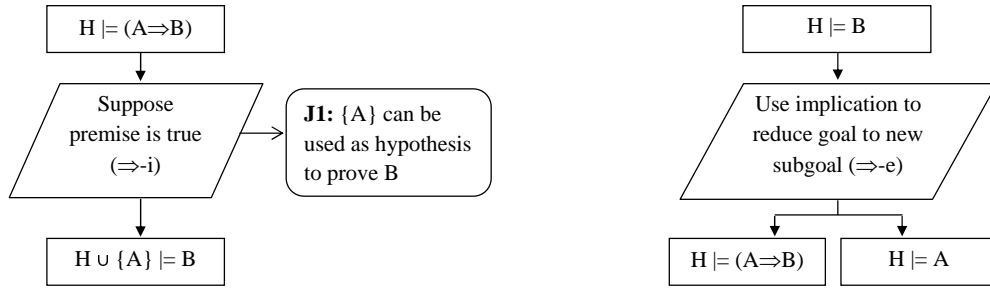 H |= (A⇒B)
Suppose
premise is true
(⇒-i)
J1: {A} can be
used as hypothesis
to prove B
H ∪ {A} |= B
H |= B
Use implication to
reduce goal to new
subgoal (⇒-e)
H |= (A⇒B)
H |= A